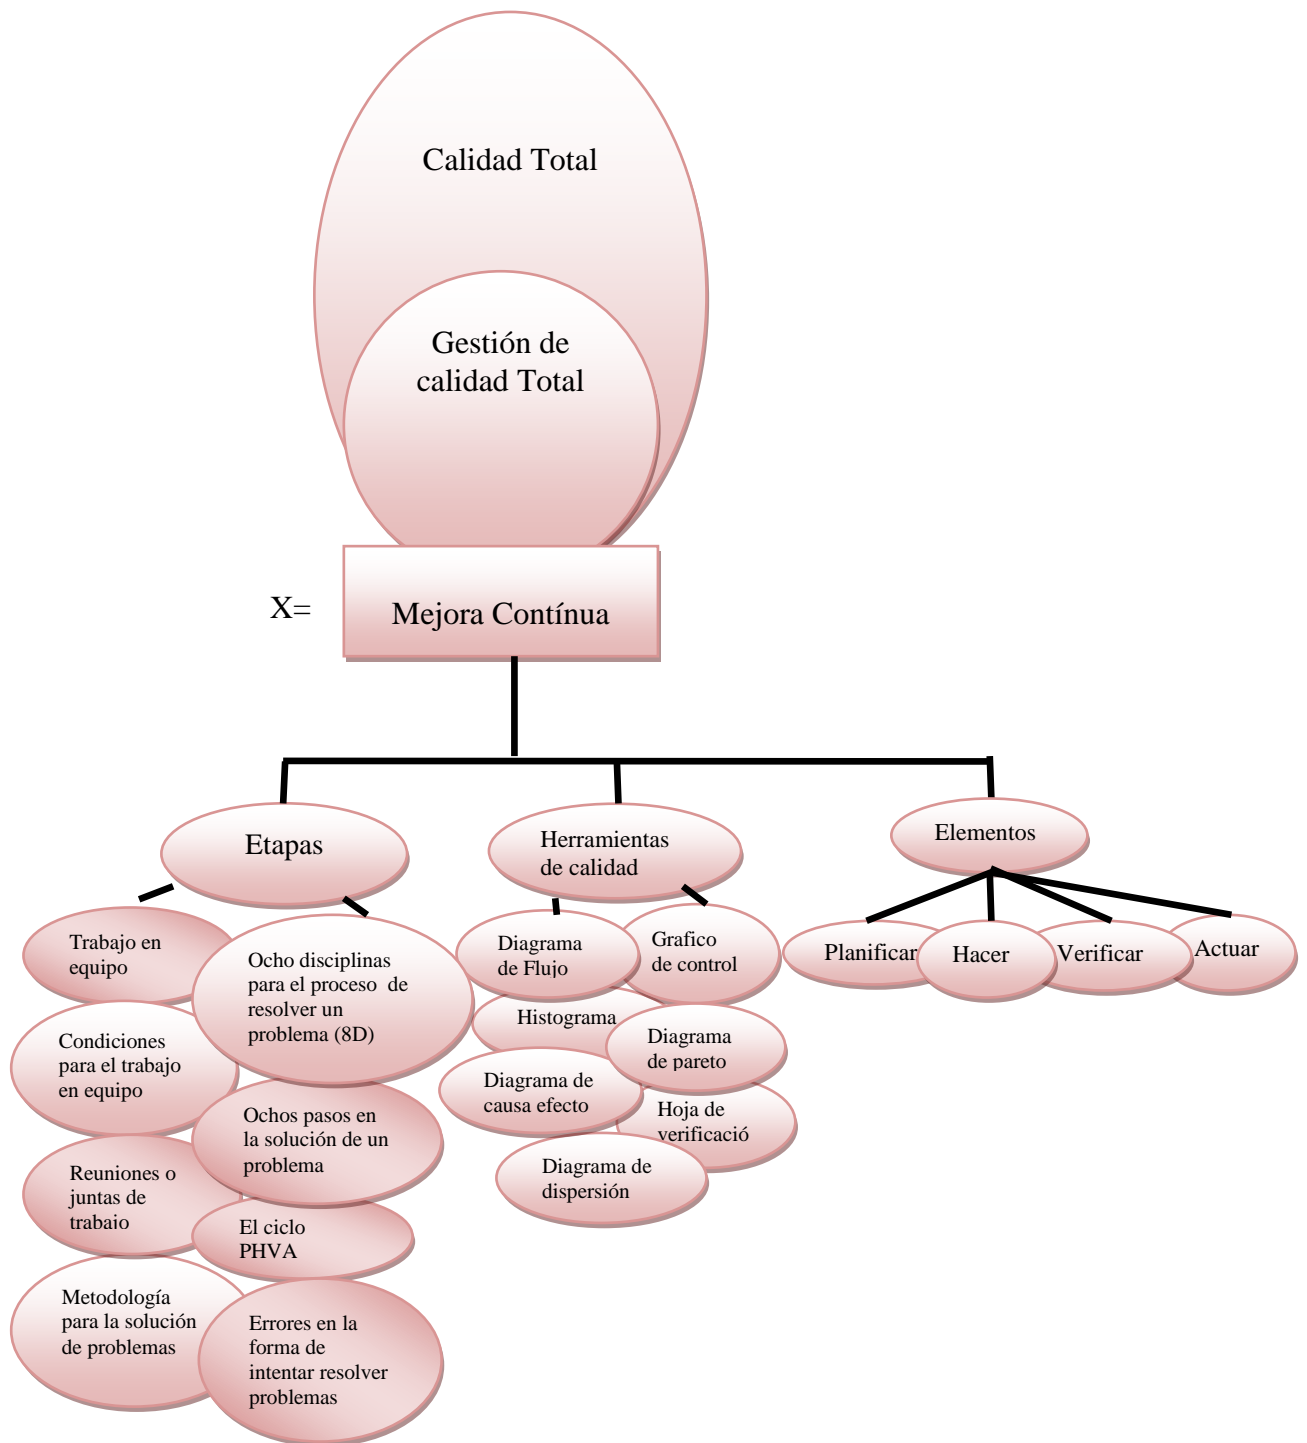 Calidad Total
Gestión de
calidad Total
X=
Mejora Contínua
Etapas
Herramientas
de calidad
Elementos
Trabajo en
equipo
Condiciones
para el trabajo
en equipo
Reuniones o
juntas de
trabajo
Metodología
para la solución
de problemas
Ocho disciplinas
para el proceso de
resolver un
problema (8D)
Ochos pasos en
la solución de un
problema
El ciclo
PHVA
Errores en la
forma de
intentar resolver
problemas
Diagrama
de Flujo
Histograma
Diagrama de
causa efecto
Diagrama de
dispersión
Grafico
de control
Diagrama
de pareto
Hoja de
verificació
Planificar
Hacer
Verificar
Actuar